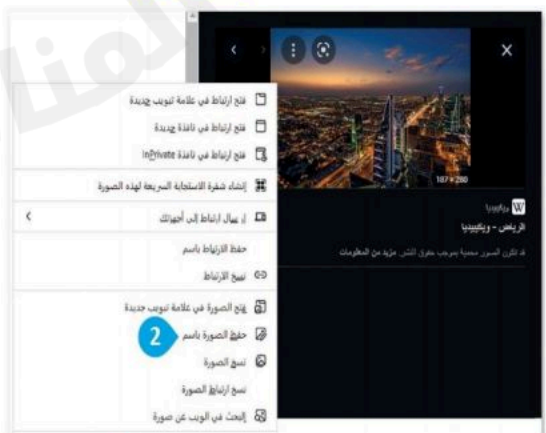 فتح ارتباط في علامة تبويب جديدة
فتح ارتباط في نافذة جديدة
فتح ارتباط في نافذة InPrivate
إنشاء شفرة الاستجابة السريعة لهذه الصورة
إرسال ارتباط إلى أجهزتك
حفظ الارتباط باسم
نسخ الارتباط
فتح الصورة في علامة تبويب جديدة
حفظ الصورة باسم
2
نسخ الصورة
نسخ ارتباط الصورة
البحث في الويب عن صورة
187 × 280
W ويكيبيديا
الرياض - ويكيبيديا
قد تكون الصور محمية بموجب حقوق النشر. مزيد من المعلومات